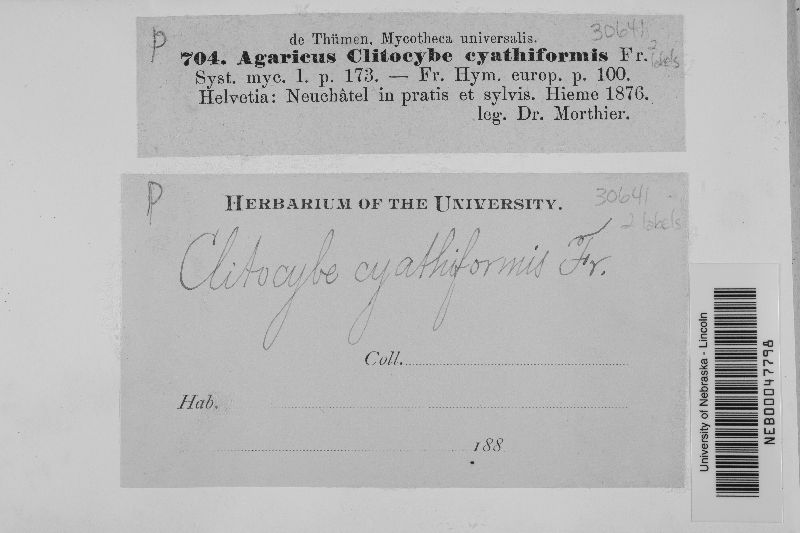 P
30641
2 labels
de Thümen, Mycotheca universalis.
704. Agaricus Clitocybe cyathiformis Fr.
Syst. myc. I. p. 173. — Fr. Hym. europ. p. 100.
Helvetia: Neuchâtel in pratis et sylvis. Hieme 1876.
leg. Dr. Morthier.
P
HERBARIUM OF THE UNIVERSITY.
30641
2 labels
Clitocybe cyathiformis Fr.
Coll.
Hab.
188
University of Nebraska - Lincoln
NEB00047798